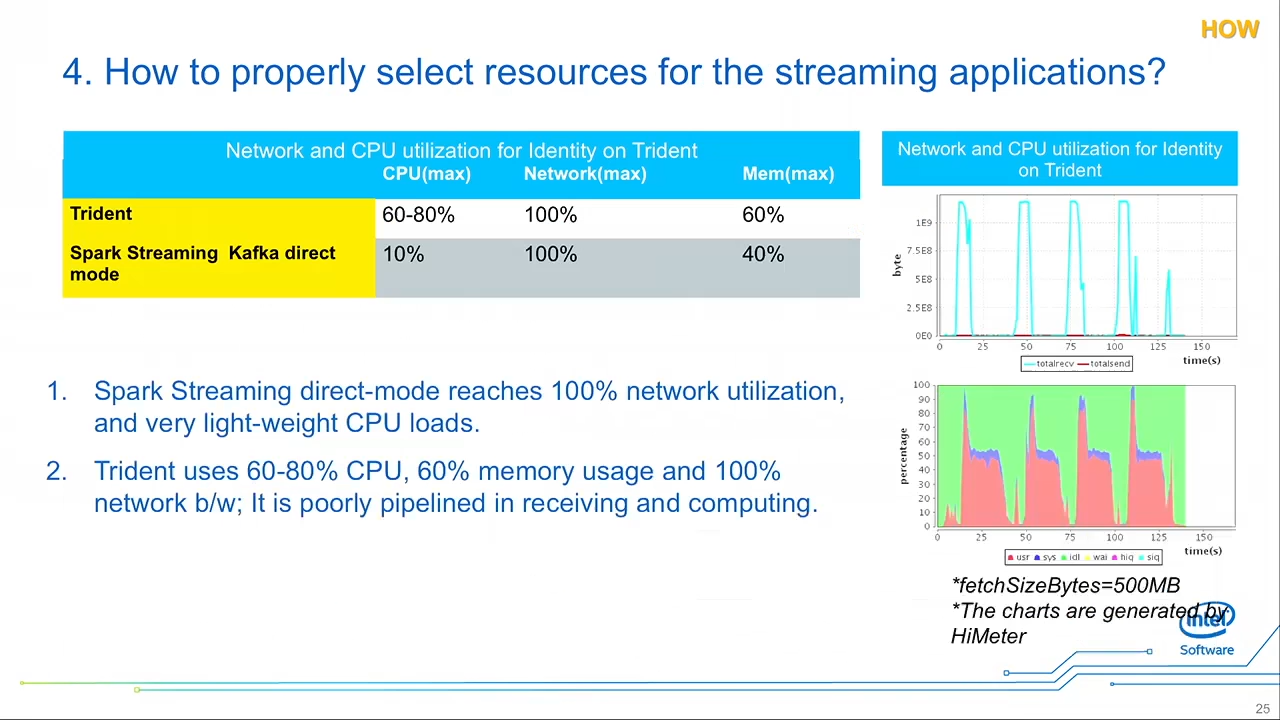 HOW
4. How to properly select resources for the streaming applications?
Network and CPU utilization for Identity on Trident
CPU(max) Network(max) Mem(max)
Trident 60-80% 100% 60%
Spark Streaming Kafka direct
mode
10% 100% 40%
1. Spark Streaming direct-mode reaches 100% network utilization,
and very light-weight CPU loads.
2. Trident uses 60-80% CPU, 60% memory usage and 100%
network b/w; It is poorly pipelined in receiving and computing.
Network and CPU utilization for Identity
on Trident
byte
1E9
7.5E8
5E8
2.5E8
0E0
0 25 50 75 100 125 150
time(s)
totalrecv totalsend
percentage
100
90
80
70
60
50
40
30
20
10
0
0 25 50 75 100 125 150
time(s)
usr sys idl wai hiq siq
*fetchSizeBytes=500MB
*The charts are generated by
HiMeter
intel
Software
25